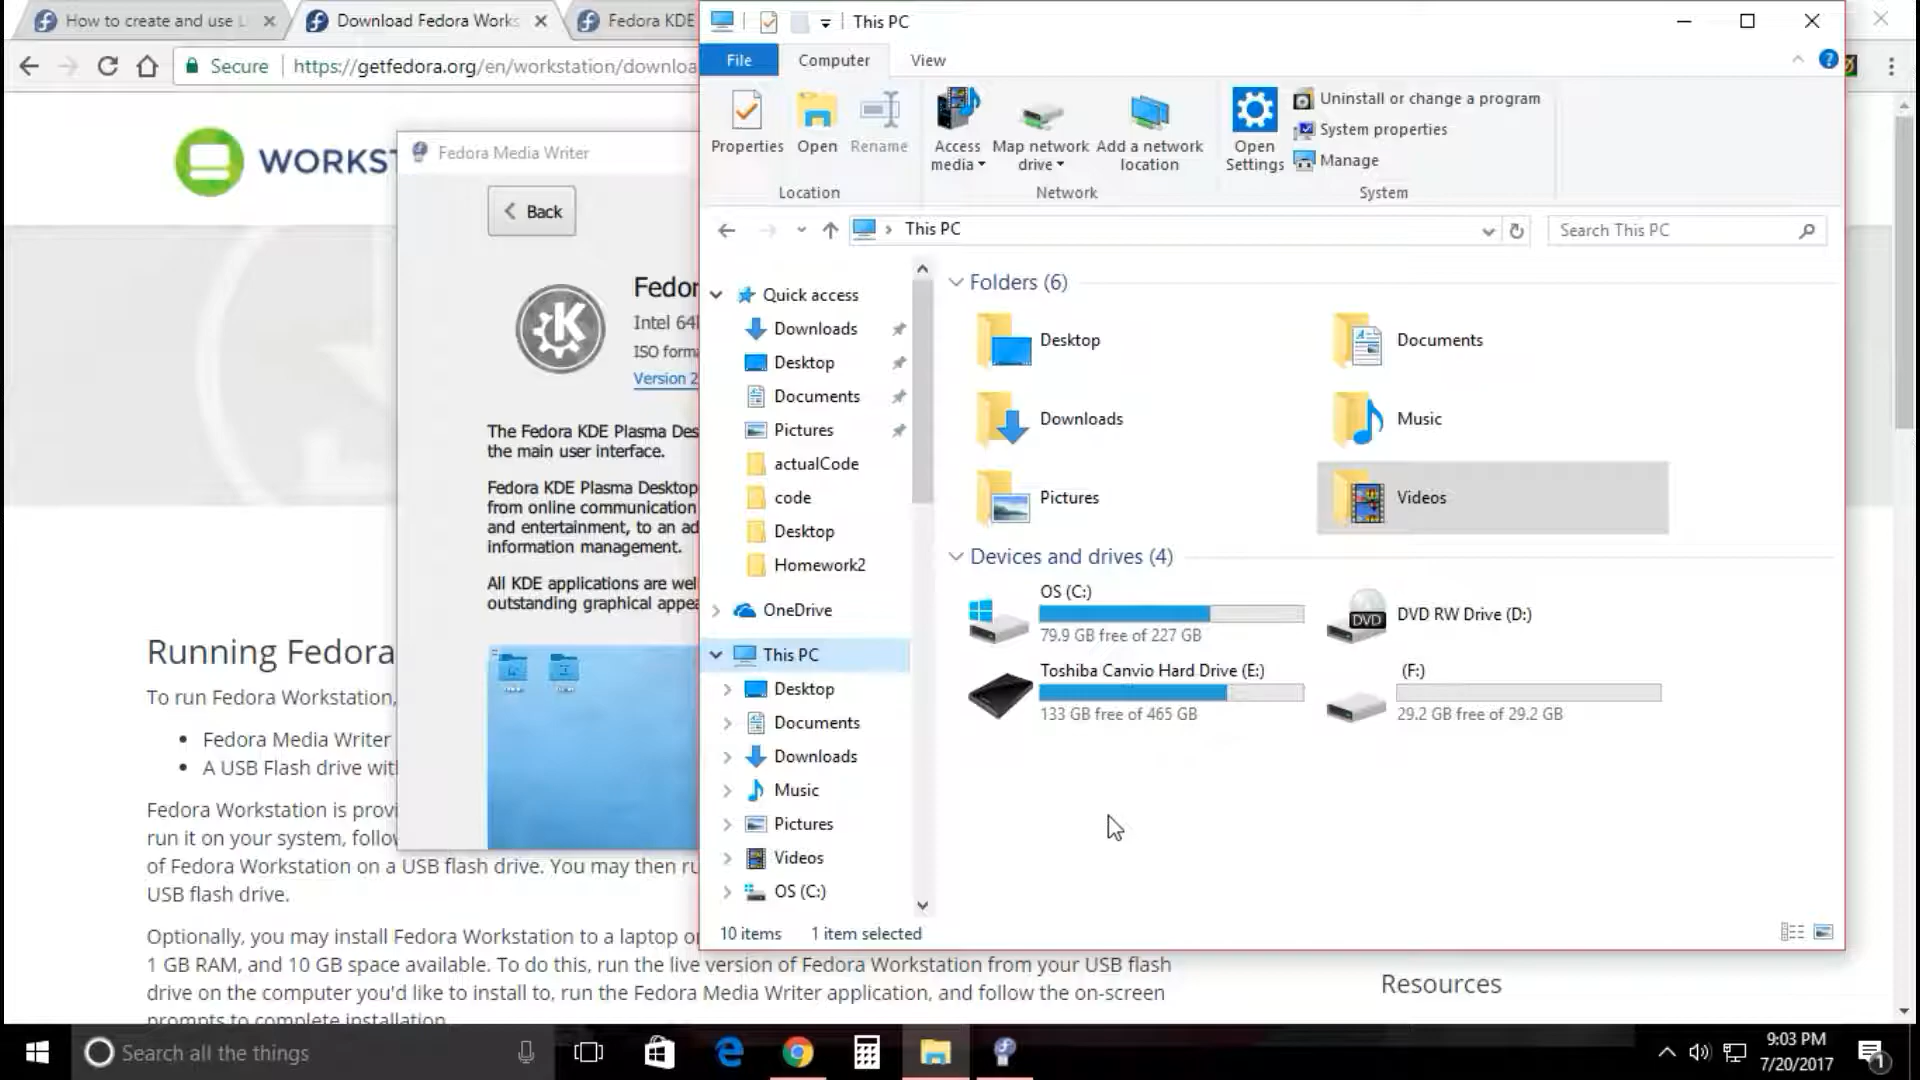 How to create and use L
Download Fedora Works
Fedora KDE
Secure
https://getfedora.org/en/workstation/downloa
WORKST
Fedora Media Writer
Back
Fedor
Intel 64
ISO forma
Version 2
The Fedora KDE Plasma Des
the main user interface.
Fedora KDE Plasma Desktop
from online communication
and entertainment, to an ad
information management.
All KDE applications are wel
outstanding graphical appea
Running Fedora
To run Fedora Workstation,
Fedora Media Writer
A USB Flash drive with
Fedora Workstation is provi
run it on your system, follow
of Fedora Workstation on a USB flash drive. You may then ru
USB flash drive.
Optionally, you may install Fedora Workstation to a laptop or
1 GB RAM, and 10 GB space available. To do this, run the live version of Fedora Workstation from your USB flash
drive on the computer you'd like to install to, run the Fedora Media Writer application, and follow the on-screen
prompts to complete installation.
Resources
This PC
File
Computer
View
Properties
Open
Rename
Access media
Map network drive
Add a network location
Open Settings
Uninstall or change a program
System properties
Manage
Location
Network
System
This PC
Search This PC
Quick access
Downloads
Desktop
Documents
Pictures
actualCode
code
Desktop
Homework2
OneDrive
This PC
Desktop
Documents
Downloads
Music
Pictures
Videos
OS (C:)
Folders (6)
Desktop
Documents
Downloads
Music
Pictures
Videos
Devices and drives (4)
OS (C:)
79.9 GB free of 227 GB
DVD
DVD RW Drive (D:)
Toshiba Canvio Hard Drive (E:)
133 GB free of 465 GB
(F:)
29.2 GB free of 29.2 GB
10 items
1 item selected
Search all the things
9:03 PM
7/20/2017
1